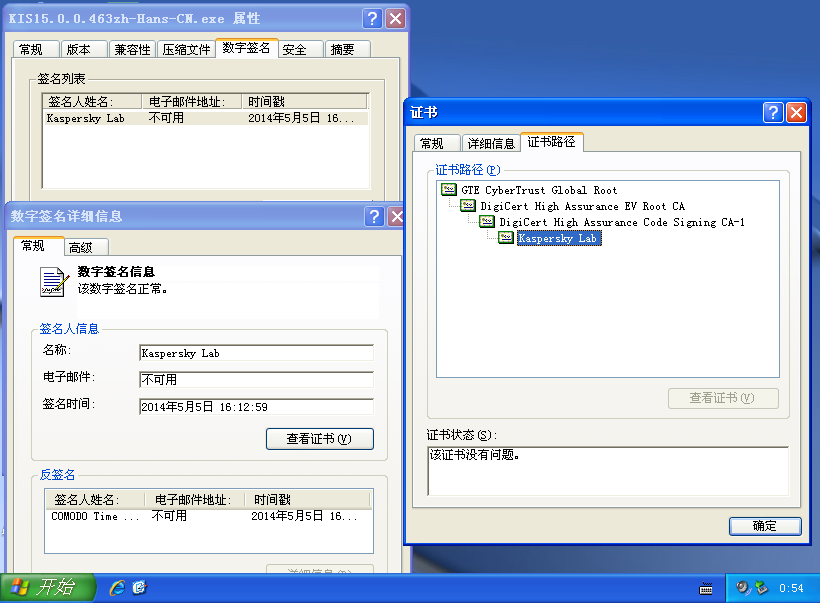 KIS15.0.0.463zh-Hans-CN.exe 属性
常规 版本 兼容性 压缩文件 数字签名 安全 摘要
签名列表
签名人姓名: 电子邮件地址: 时间戳
Kaspersky Lab 不可用 2014年5月5日 16...
数字签名详细信息
常规 高级
数字签名信息
该数字签名正常。
签名人信息
名称: Kaspersky Lab
电子邮件: 不可用
签名时间: 2014年5月5日 16:12:59
查看证书(V)
反签名
签名人姓名: 电子邮件地址: 时间戳
COMODO Time ... 不可用 2014年5月5日 16...
详细信息(D)
证书
常规 详细信息 证书路径
证书路径(P)
GTE CyberTrust Global Root
DigiCert High Assurance EV Root CA
DigiCert High Assurance Code Signing CA-1
Kaspersky Lab
查看证书(V)
证书状态(S):
该证书没有问题。
确定
开始
0:54